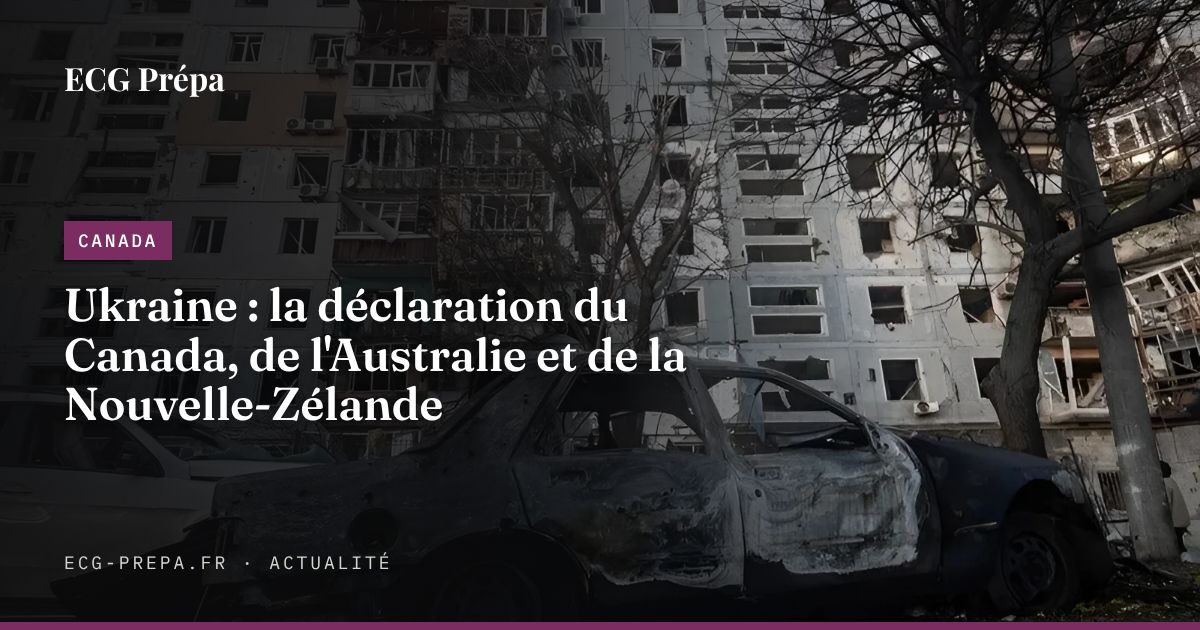 ECG Prépa
CANADA
Ukraine : la déclaration du
Canada, de l'Australie et de la
Nouvelle-Zélande
ECG-PREPA.FR · ACTUALITÉ